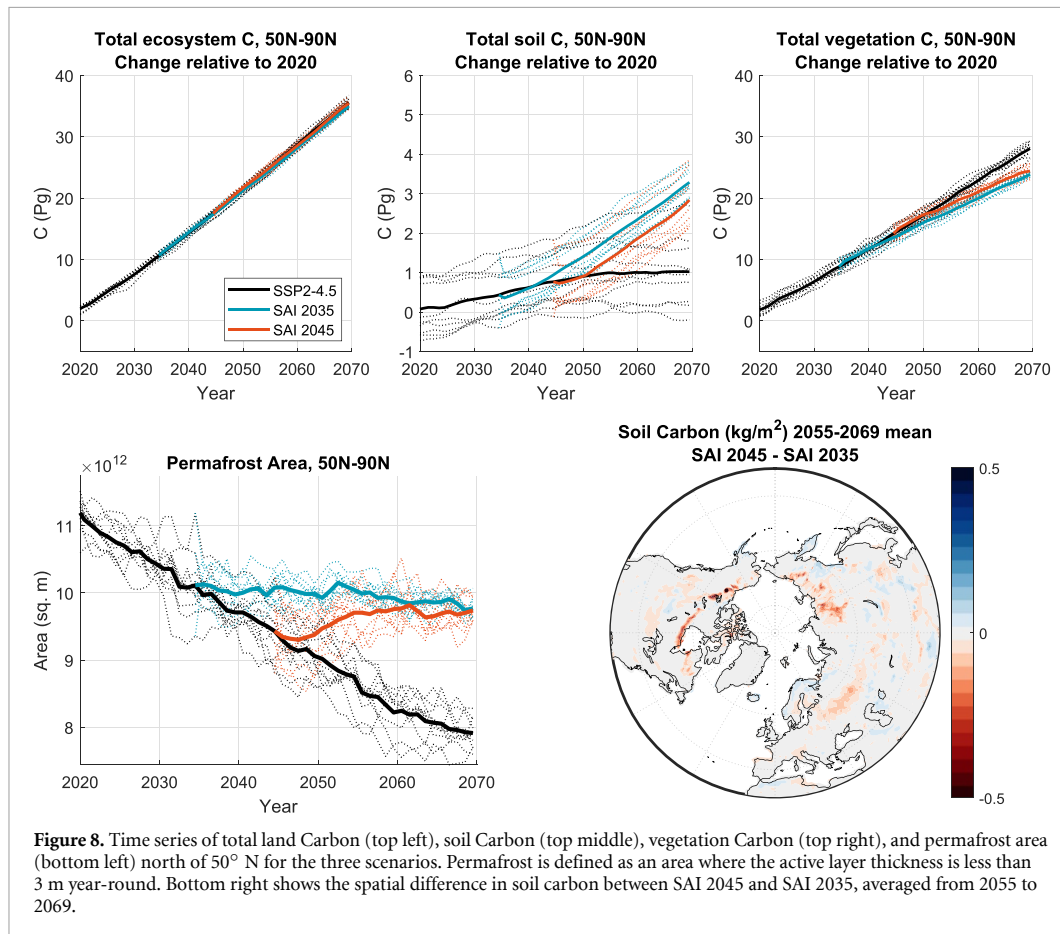 Total ecosystem C, 50N-90N
Change relative to 2020
40
30
20
10
0
C (Pg)
2020 2030 2040 2050 2060 2070
Year
SSP2-4.5
SAI 2035
SAI 2045
Total soil C, 50N-90N
Change relative to 2020
6
5
4
3
2
1
0
-1
C (Pg)
2020 2030 2040 2050 2060 2070
Year
Total vegetation C, 50N-90N
Change relative to 2020
40
30
20
10
0
C (Pg)
2020 2030 2040 2050 2060 2070
Year
×10¹²
Permafrost Area, 50N-90N
11
10
9
8
Area (sq. m)
2020 2030 2040 2050 2060 2070
Year
Soil Carbon (kg/m²) 2055-2069 mean
SAI 2045 - SAI 2035
0.5
0
-0.5
Figure 8. Time series of total land Carbon (top left), soil Carbon (top middle), vegetation Carbon (top right), and permafrost area
(bottom left) north of 50° N for the three scenarios. Permafrost is defined as an area where the active layer thickness is less than
3 m year-round. Bottom right shows the spatial difference in soil carbon between SAI 2045 and SAI 2035, averaged from 2055 to
2069.